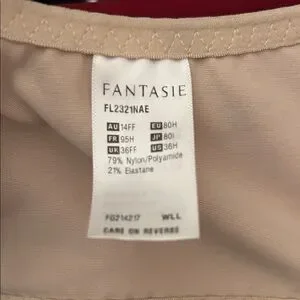 FANTASIE
FL2321NAE
AU 14FF EU 80H
FR 95H JP 80I
UK 36FF US 36H
79% Nylon/Polyamide
21% Elastane
FG214217 WLL
CARE ON REVERSE